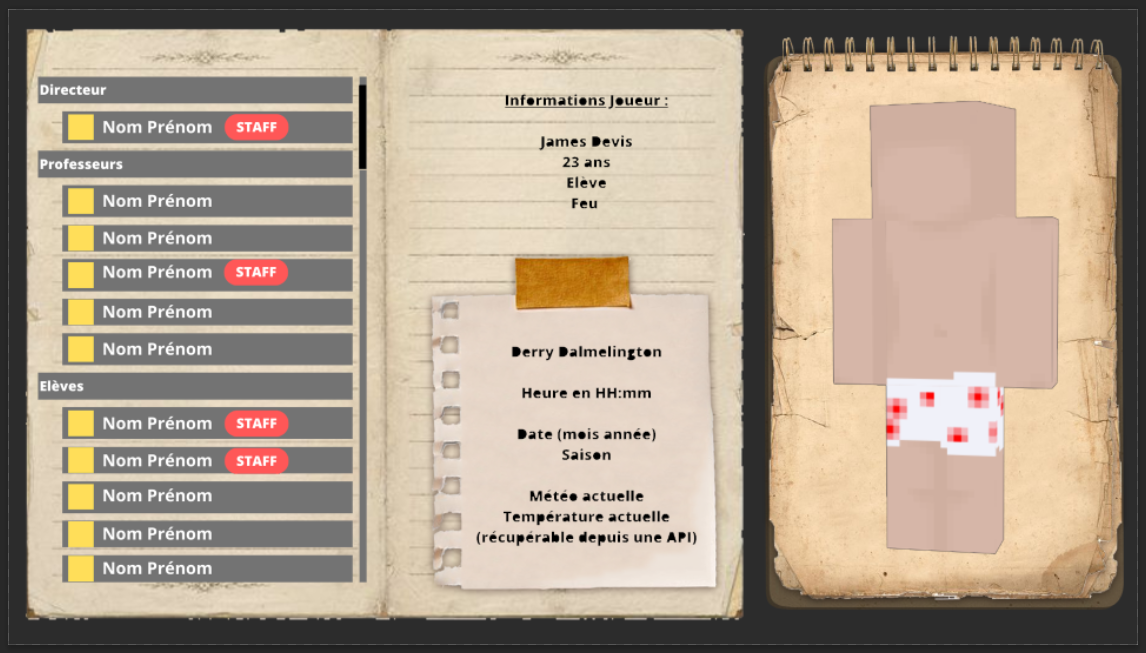 Directeur
Nom Prénom STAFF
Professeurs
Nom Prénom
Nom Prénom
Nom Prénom STAFF
Nom Prénom
Nom Prénom
Elèves
Nom Prénom STAFF
Nom Prénom STAFF
Nom Prénom
Nom Prénom
Nom Prénom
Informations Joueur :
James Devis
23 ans
Elève
Feu
Derry Dalmelington
Heure en HH:mm
Date (mois année)
Saison
Météo actuelle
Température actuelle
(récupérable depuis une API)